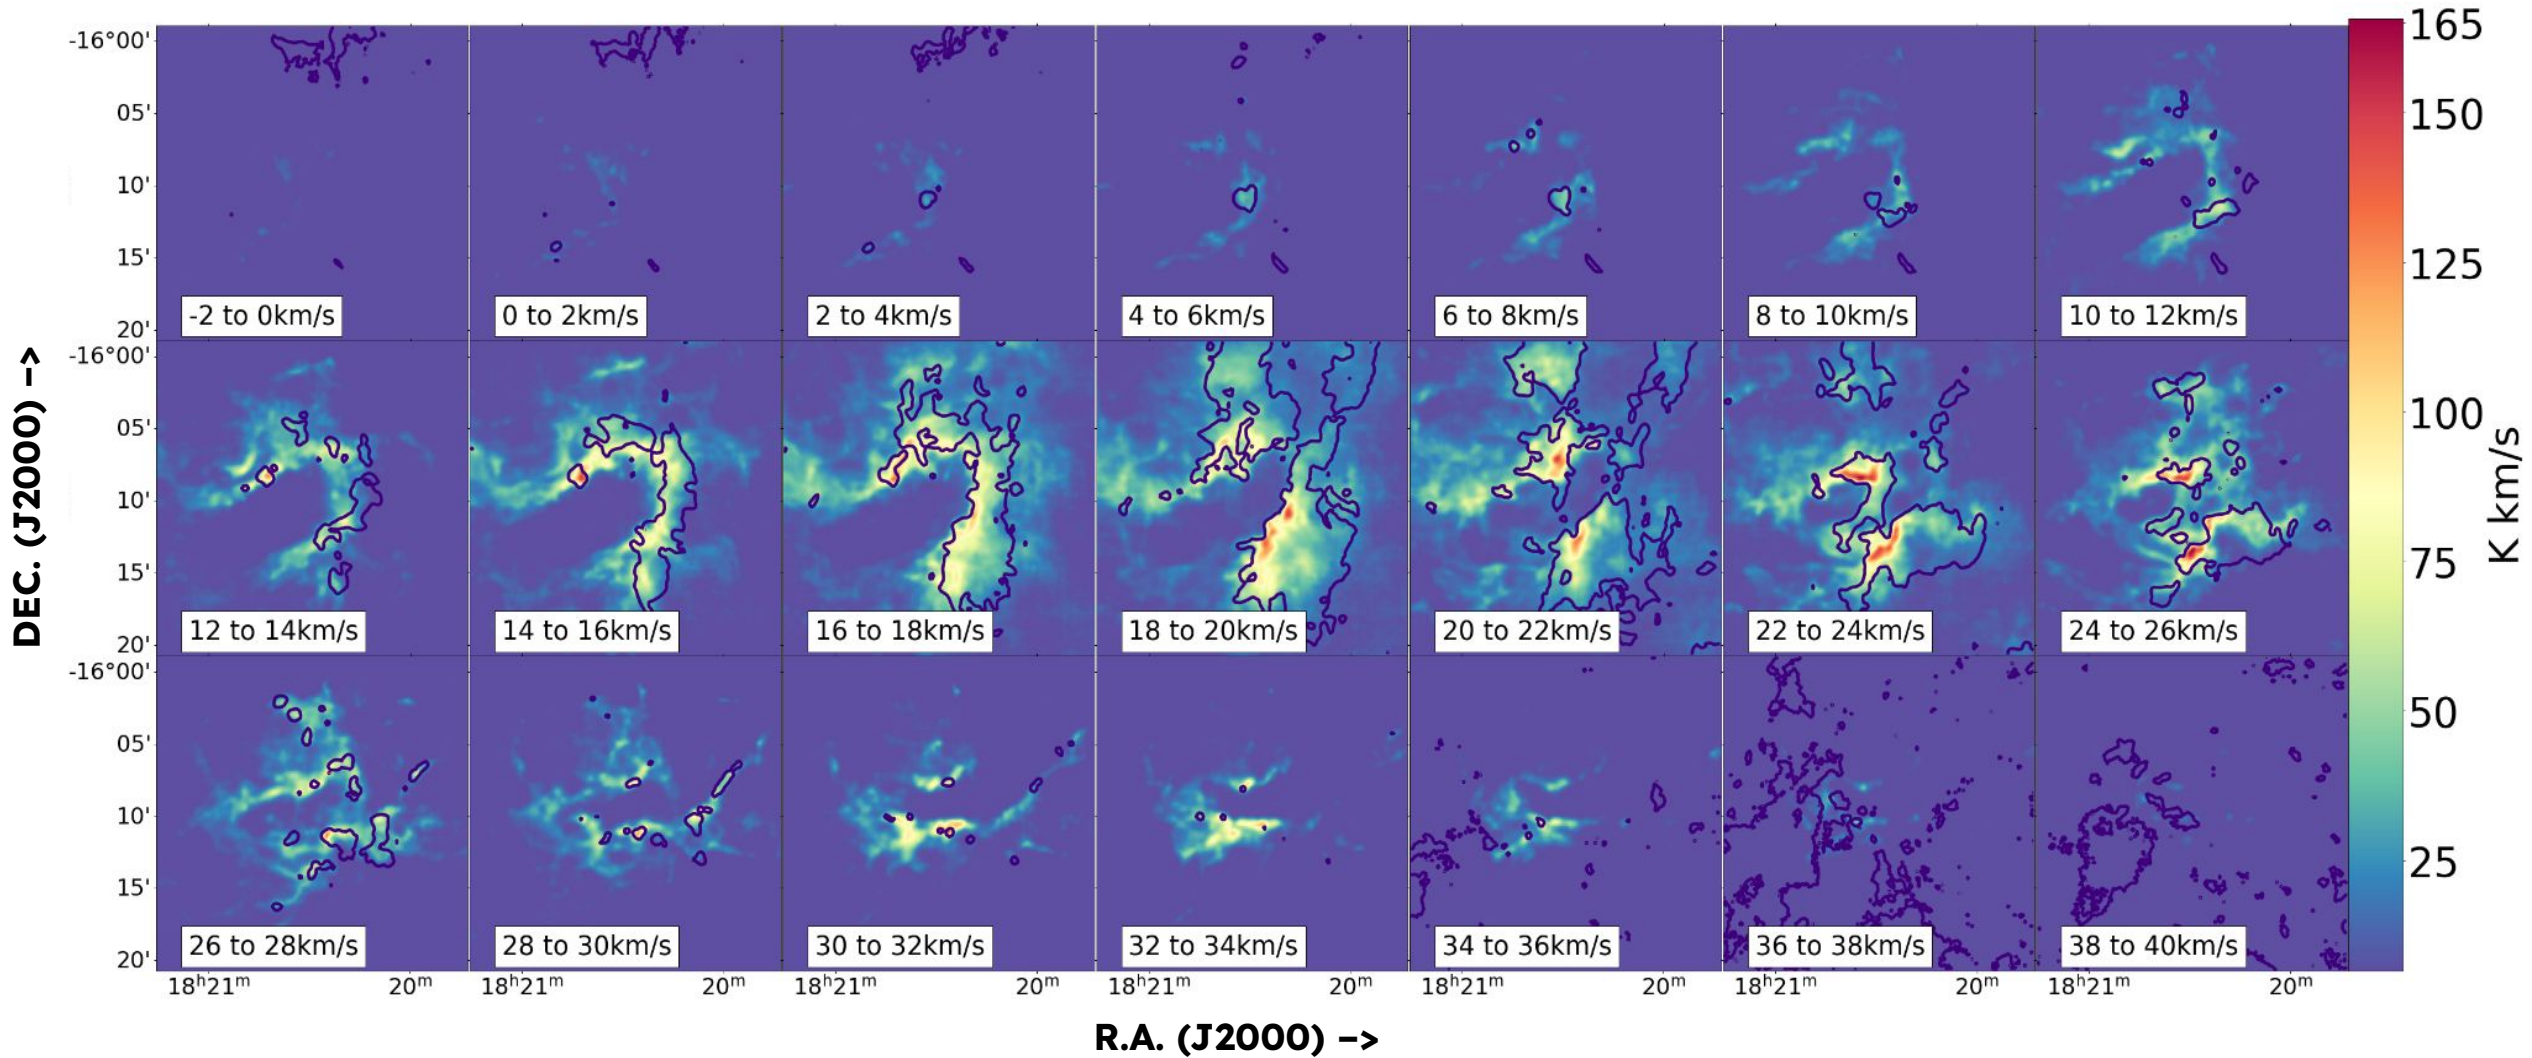 -16°00'
05'
10'
15'
20'
-2 to 0km/s
0 to 2km/s
2 to 4km/s
4 to 6km/s
6 to 8km/s
8 to 10km/s
10 to 12km/s
-16°00'
05'
10'
15'
20'
12 to 14km/s
14 to 16km/s
16 to 18km/s
18 to 20km/s
20 to 22km/s
22 to 24km/s
24 to 26km/s
-16°00'
05'
10'
15'
20'
26 to 28km/s
28 to 30km/s
30 to 32km/s
32 to 34km/s
34 to 36km/s
36 to 38km/s
38 to 40km/s
18ʰ21ᵐ 20ᵐ 18ʰ21ᵐ 20ᵐ 18ʰ21ᵐ 20ᵐ 18ʰ21ᵐ 20ᵐ 18ʰ21ᵐ 20ᵐ 18ʰ21ᵐ 20ᵐ 18ʰ21ᵐ 20ᵐ
R.A. (J2000) –>
DEC. (J2000) –>
165
150
125
100
75
50
25
K km/s